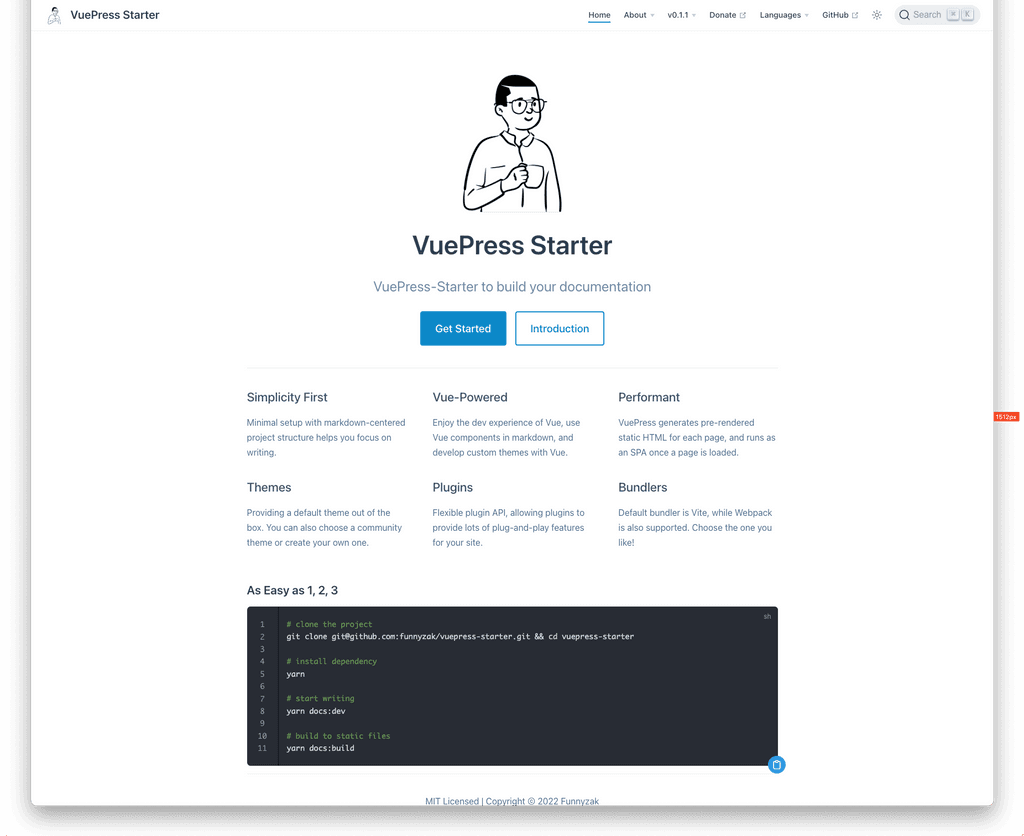 VuePress Starter
Home About v0.1.1 Donate Languages GitHub Search ⌘ K
VuePress Starter
VuePress-Starter to build your documentation
Get Started Introduction
Simplicity First
Minimal setup with markdown-centered
project structure helps you focus on
writing.
Vue-Powered
Enjoy the dev experience of Vue, use
Vue components in markdown, and
develop custom themes with Vue.
Performant
VuePress generates pre-rendered
static HTML for each page, and runs as
an SPA once a page is loaded.
1512px
Themes
Providing a default theme out of the
box. You can also choose a community
theme or create your own one.
Plugins
Flexible plugin API, allowing plugins to
provide lots of plug-and-play features
for your site.
Bundlers
Default bundler is Vite, while Webpack
is also supported. Choose the one you
like!
As Easy as 1, 2, 3
sh
1 # clone the project
2 git clone git@github.com:funnyzak/vuepress-starter.git && cd vuepress-starter
3
4 # install dependency
5 yarn
6
7 # start writing
8 yarn docs:dev
9
10 # build to static files
11 yarn docs:build
MIT Licensed | Copyright © 2022 Funnyzak